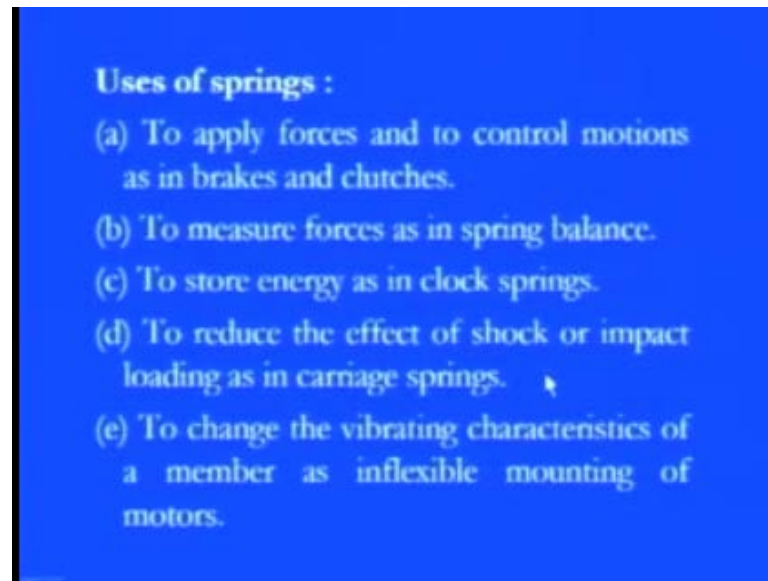 Uses of springs :
(a) To apply forces and to control motions
as in brakes and clutches.
(b) To measure forces as in spring balance.
(c) To store energy as in clock springs.
(d) To reduce the effect of shock or impact
loading as in carriage springs.
(e) To change the vibrating characteristics of
a member as inflexible mounting of
motors.